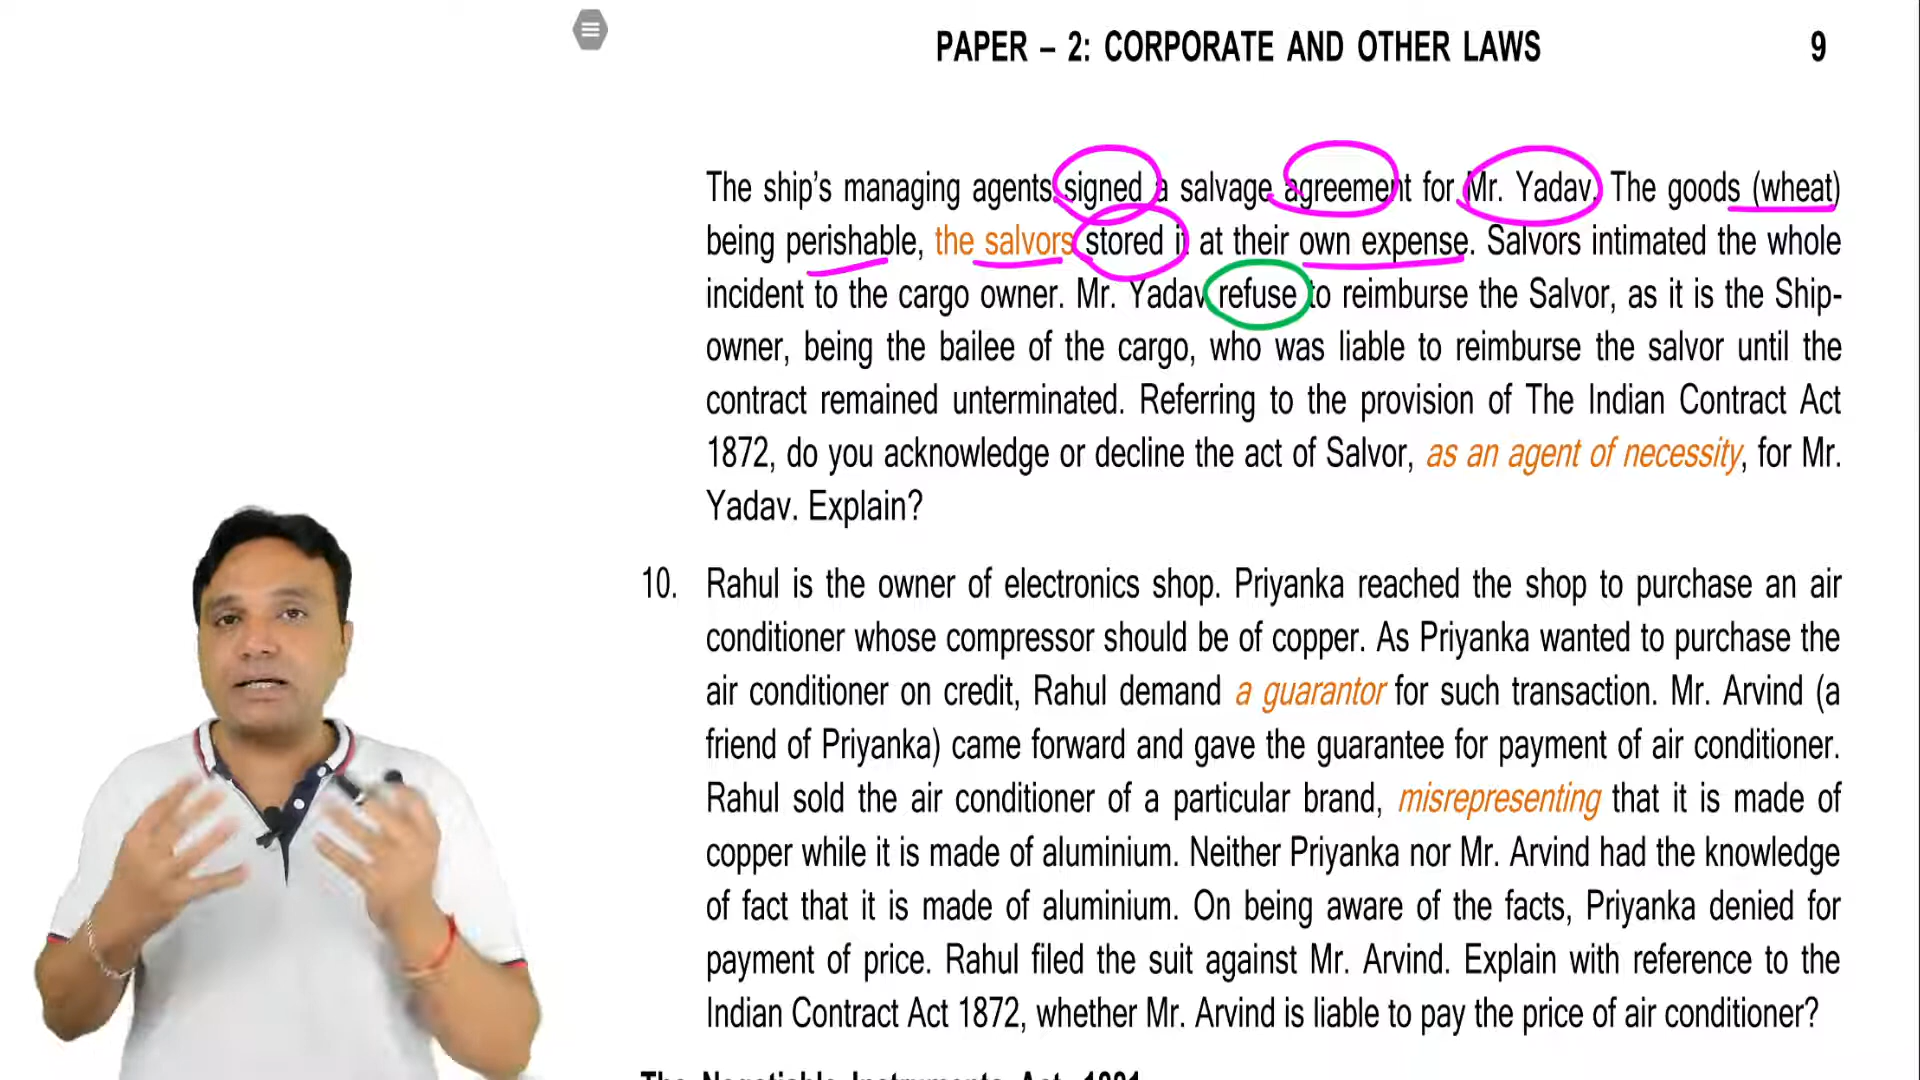 PAPER – 2: CORPORATE AND OTHER LAWS 9
The ship's managing agents signed a salvage agreement for Mr. Yadav. The goods (wheat)
being perishable, the salvors stored it at their own expense. Salvors intimated the whole
incident to the cargo owner. Mr. Yadav refuse to reimburse the Salvor, as it is the Ship-
owner, being the bailee of the cargo, who was liable to reimburse the salvor until the
contract remained unterminated. Referring to the provision of The Indian Contract Act
1872, do you acknowledge or decline the act of Salvor, as an agent of necessity, for Mr.
Yadav. Explain?
10. Rahul is the owner of electronics shop. Priyanka reached the shop to purchase an air
conditioner whose compressor should be of copper. As Priyanka wanted to purchase the
air conditioner on credit, Rahul demand a guarantor for such transaction. Mr. Arvind (a
friend of Priyanka) came forward and gave the guarantee for payment of air conditioner.
Rahul sold the air conditioner of a particular brand, misrepresenting that it is made of
copper while it is made of aluminium. Neither Priyanka nor Mr. Arvind had the knowledge
of fact that it is made of aluminium. On being aware of the facts, Priyanka denied for
payment of price. Rahul filed the suit against Mr. Arvind. Explain with reference to the
Indian Contract Act 1872, whether Mr. Arvind is liable to pay the price of air conditioner?
The Negotiable Instruments Act, 1881